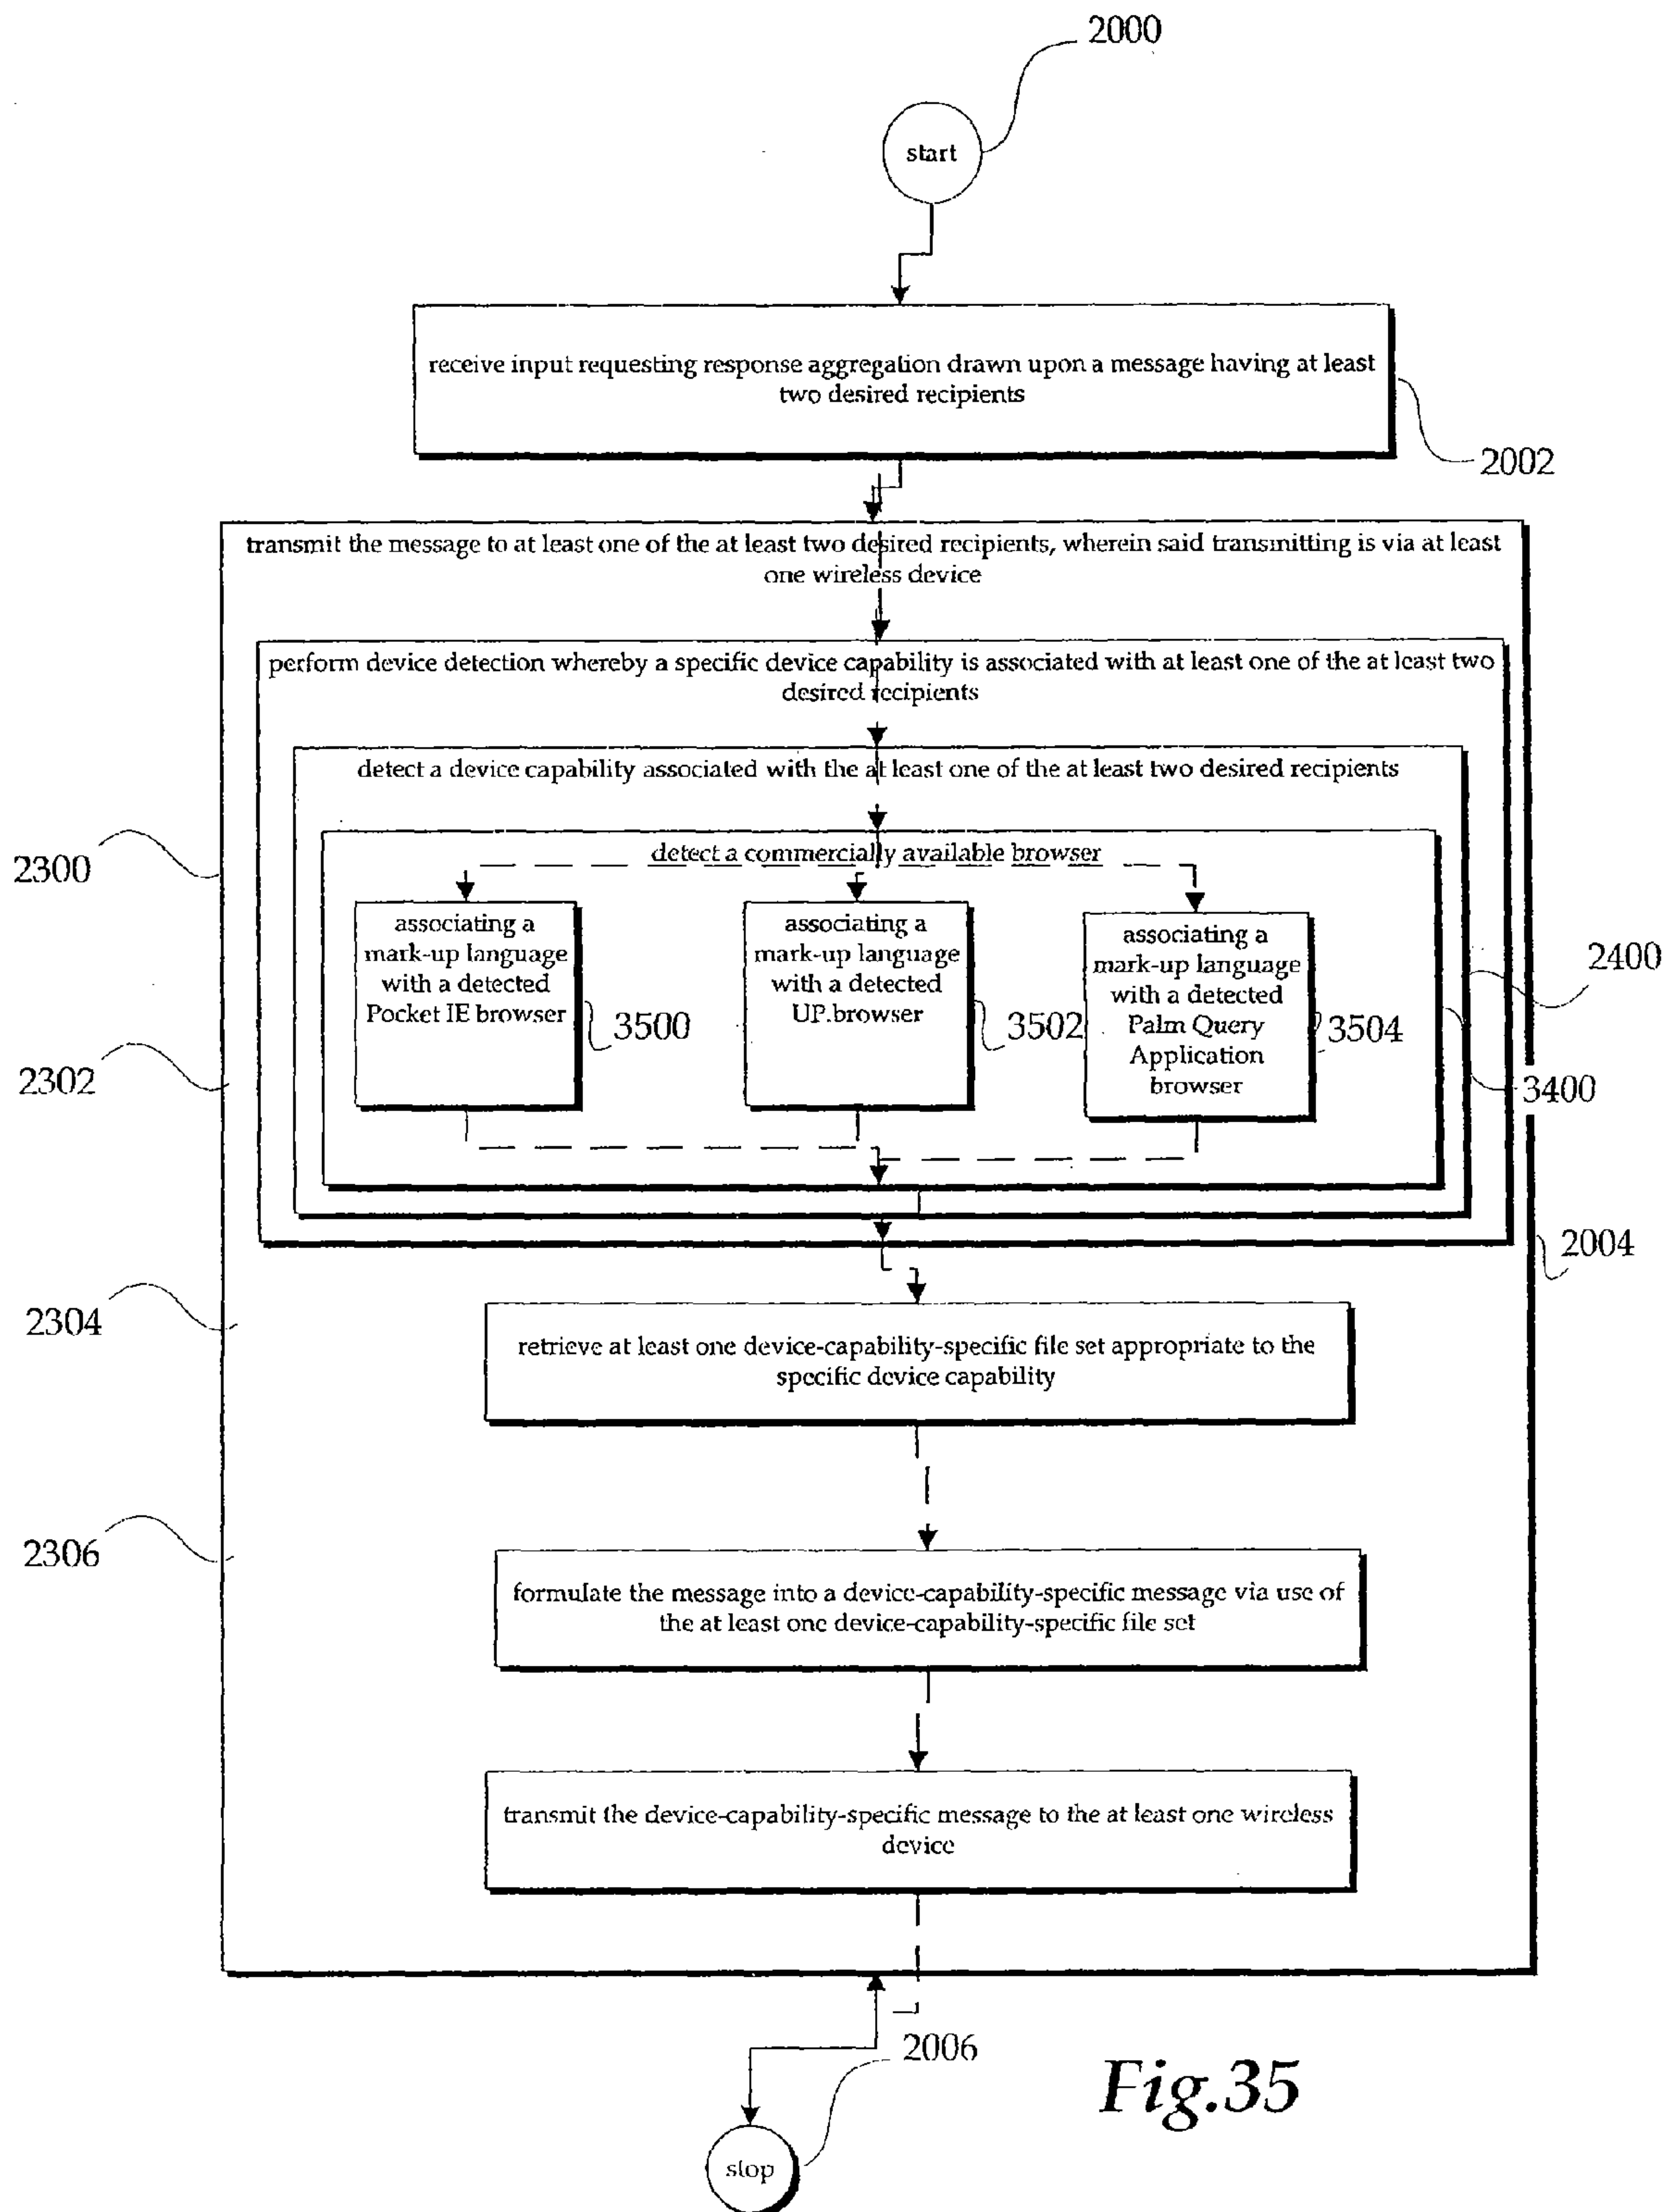 2000
start
receive input requesting response aggregation drawn upon a message having at least
two desired recipients
2002
transmit the message to at least one of the at least two desired recipients, wherein said transmitting is via at least
one wireless device
perform device detection whereby a specific device capability is associated with at least one of the at least two
desired recipients
detect a device capability associated with the at least one of the at least two desired recipients
detect a commercially available browser
2300
associating a
mark-up language
with a detected
Pocket IE browser
3500
associating a
mark-up language
with a detected
UP.browser
3502
associating a
mark-up language
with a detected
Palm Query
Application
browser
3504
2400
2302
3400
2004
2304
retrieve at least one device-capability-specific file set appropriate to the
specific device capability
2306
formulate the message into a device-capability-specific message via use of
the at least one device-capability-specific file set
transmit the device-capability-specific message to the at least one wireless
device
2006
stop
Fig.35